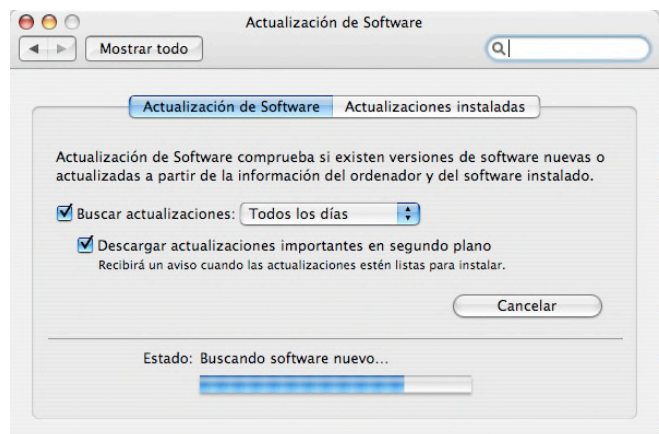 Actualización de Software
Mostrar todo
Actualización de Software
Actualizaciones instaladas
Actualización de Software comprueba si existen versiones de software nuevas o
actualizadas a partir de la información del ordenador y del software instalado.
Buscar actualizaciones: Todos los días
Descargar actualizaciones importantes en segundo plano
Recibirá un aviso cuando las actualizaciones estén listas para instalar.
Cancelar
Estado: Buscando software nuevo...